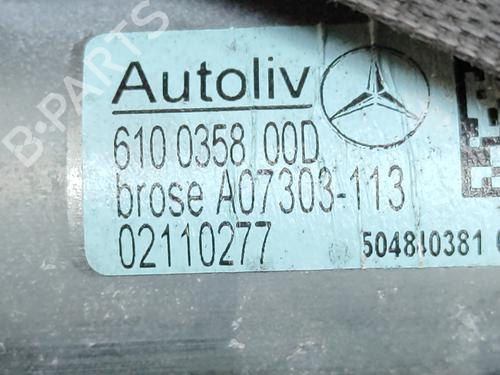 B-PARTS
Autoliv
610 0358 00D
brose A07303-113
02110277
504840381